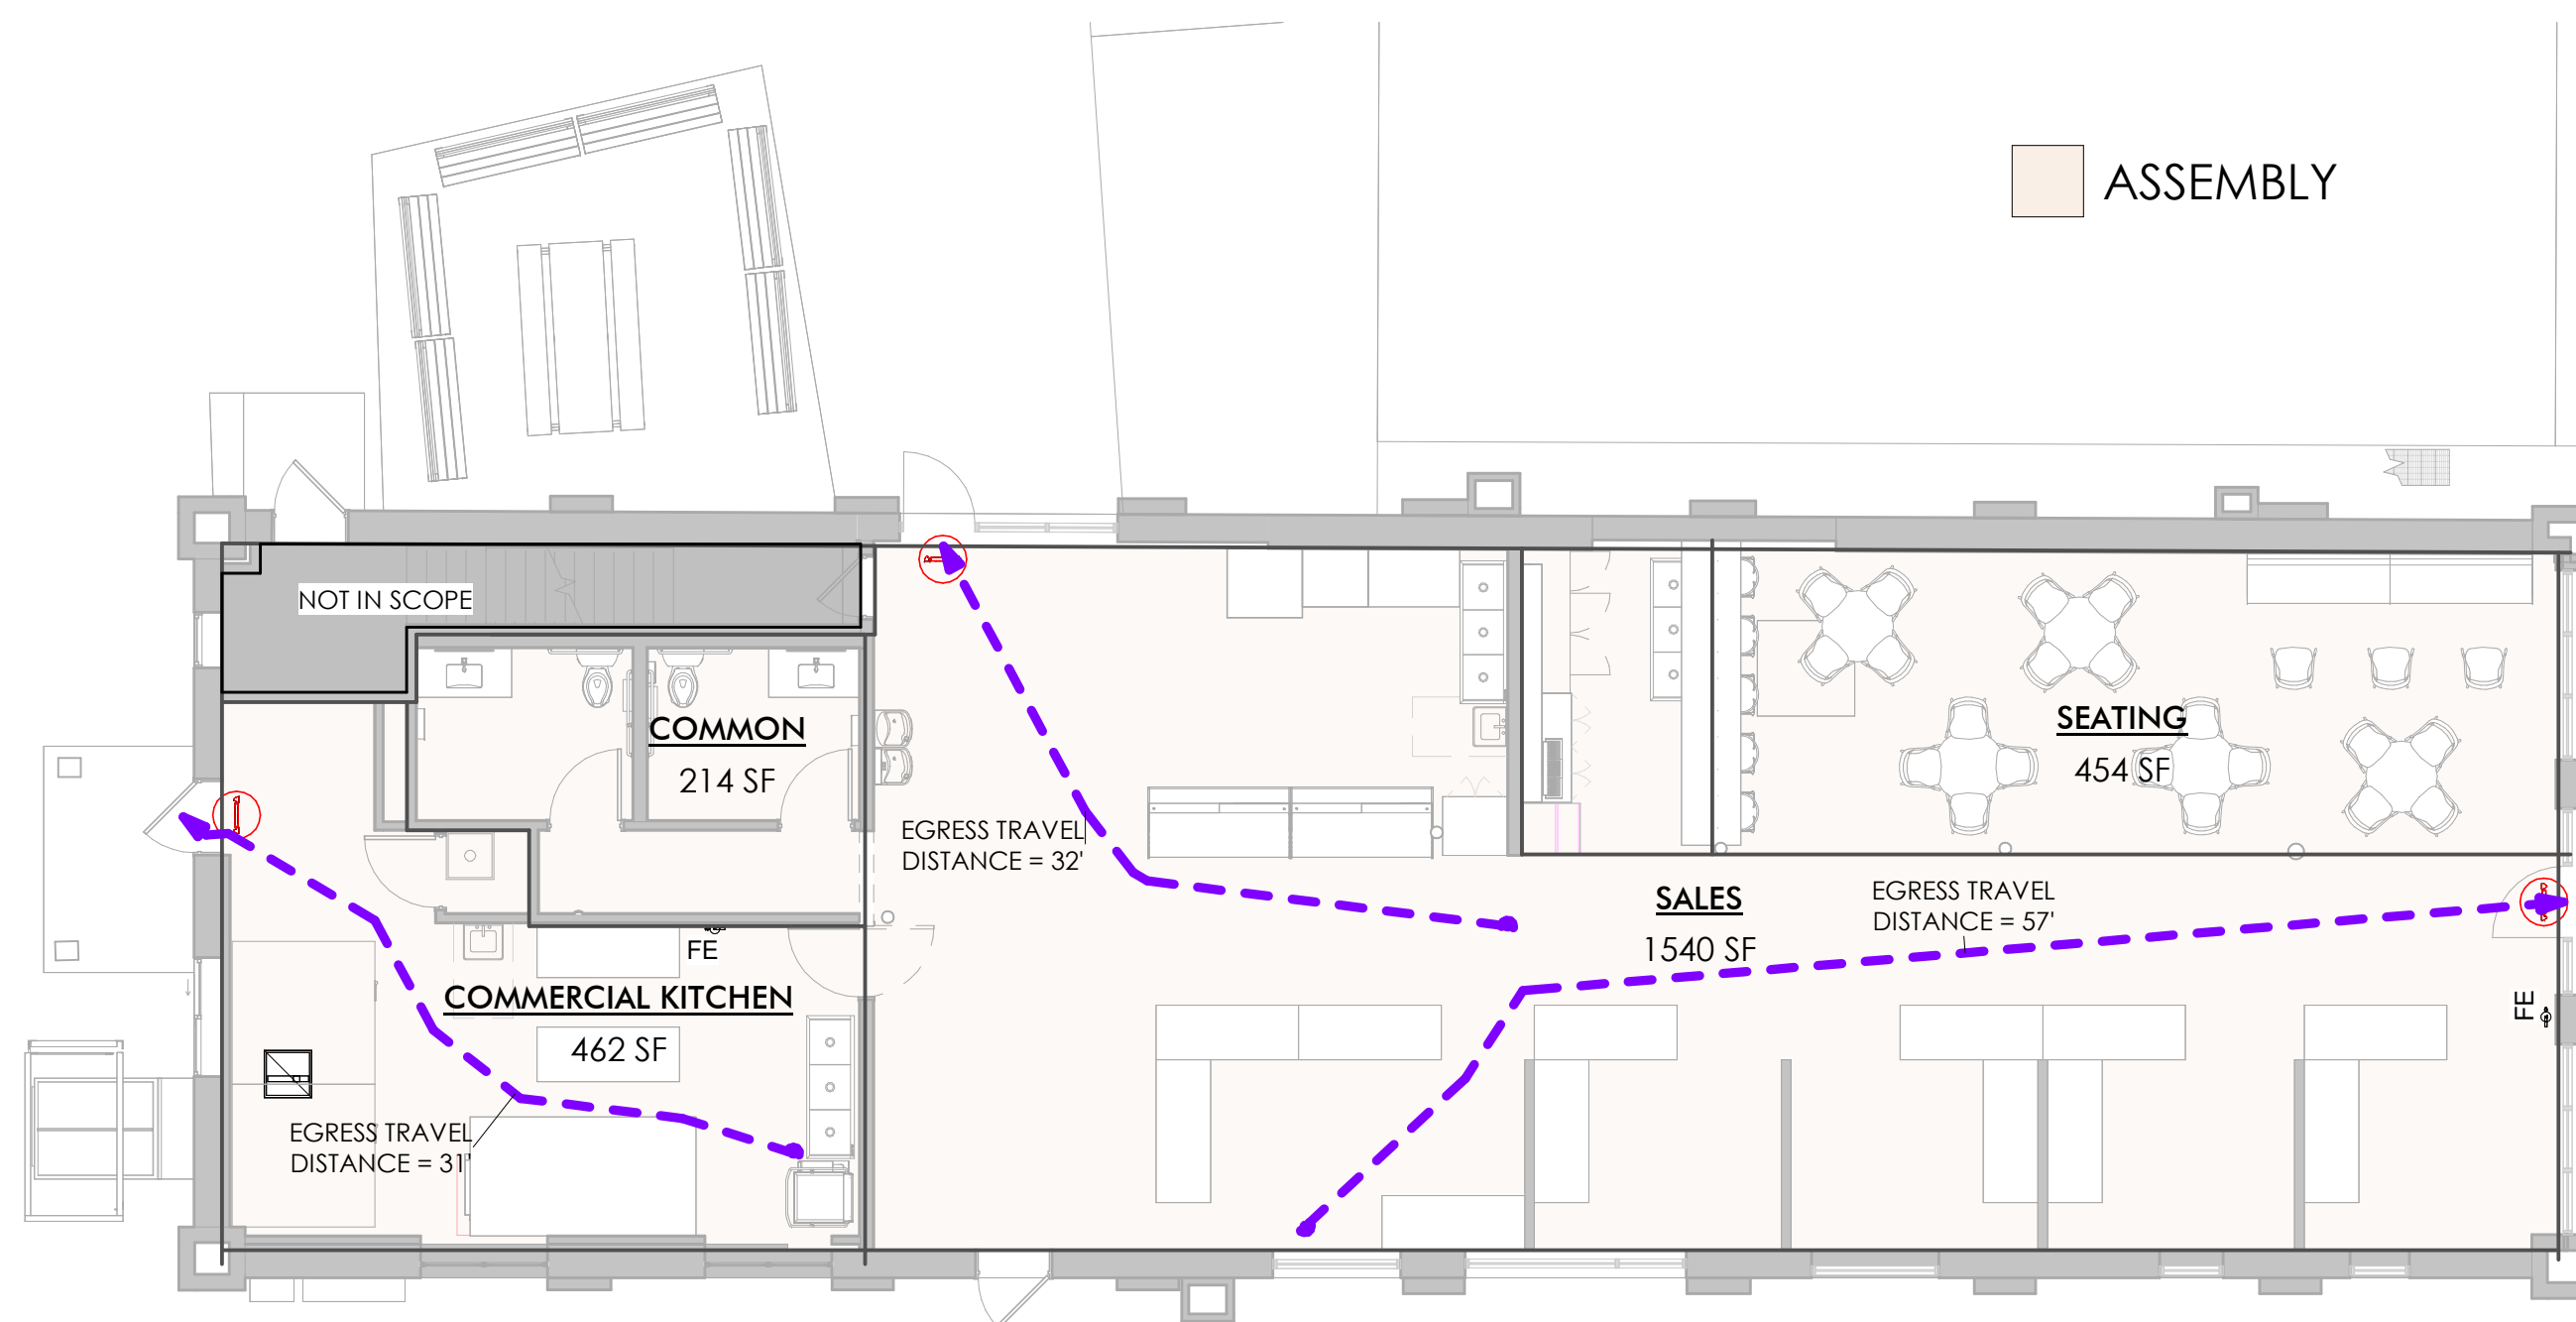 ASSEMBLY
NOT IN SCOPE
COMMON
214 SF
SEATING
454 SF
EGRESS TRAVEL
DISTANCE = 32'
SALES
1540 SF
EGRESS TRAVEL
DISTANCE = 57'
FE
COMMERCIAL KITCHEN
462 SF
FE
EGRESS TRAVEL
DISTANCE = 31'